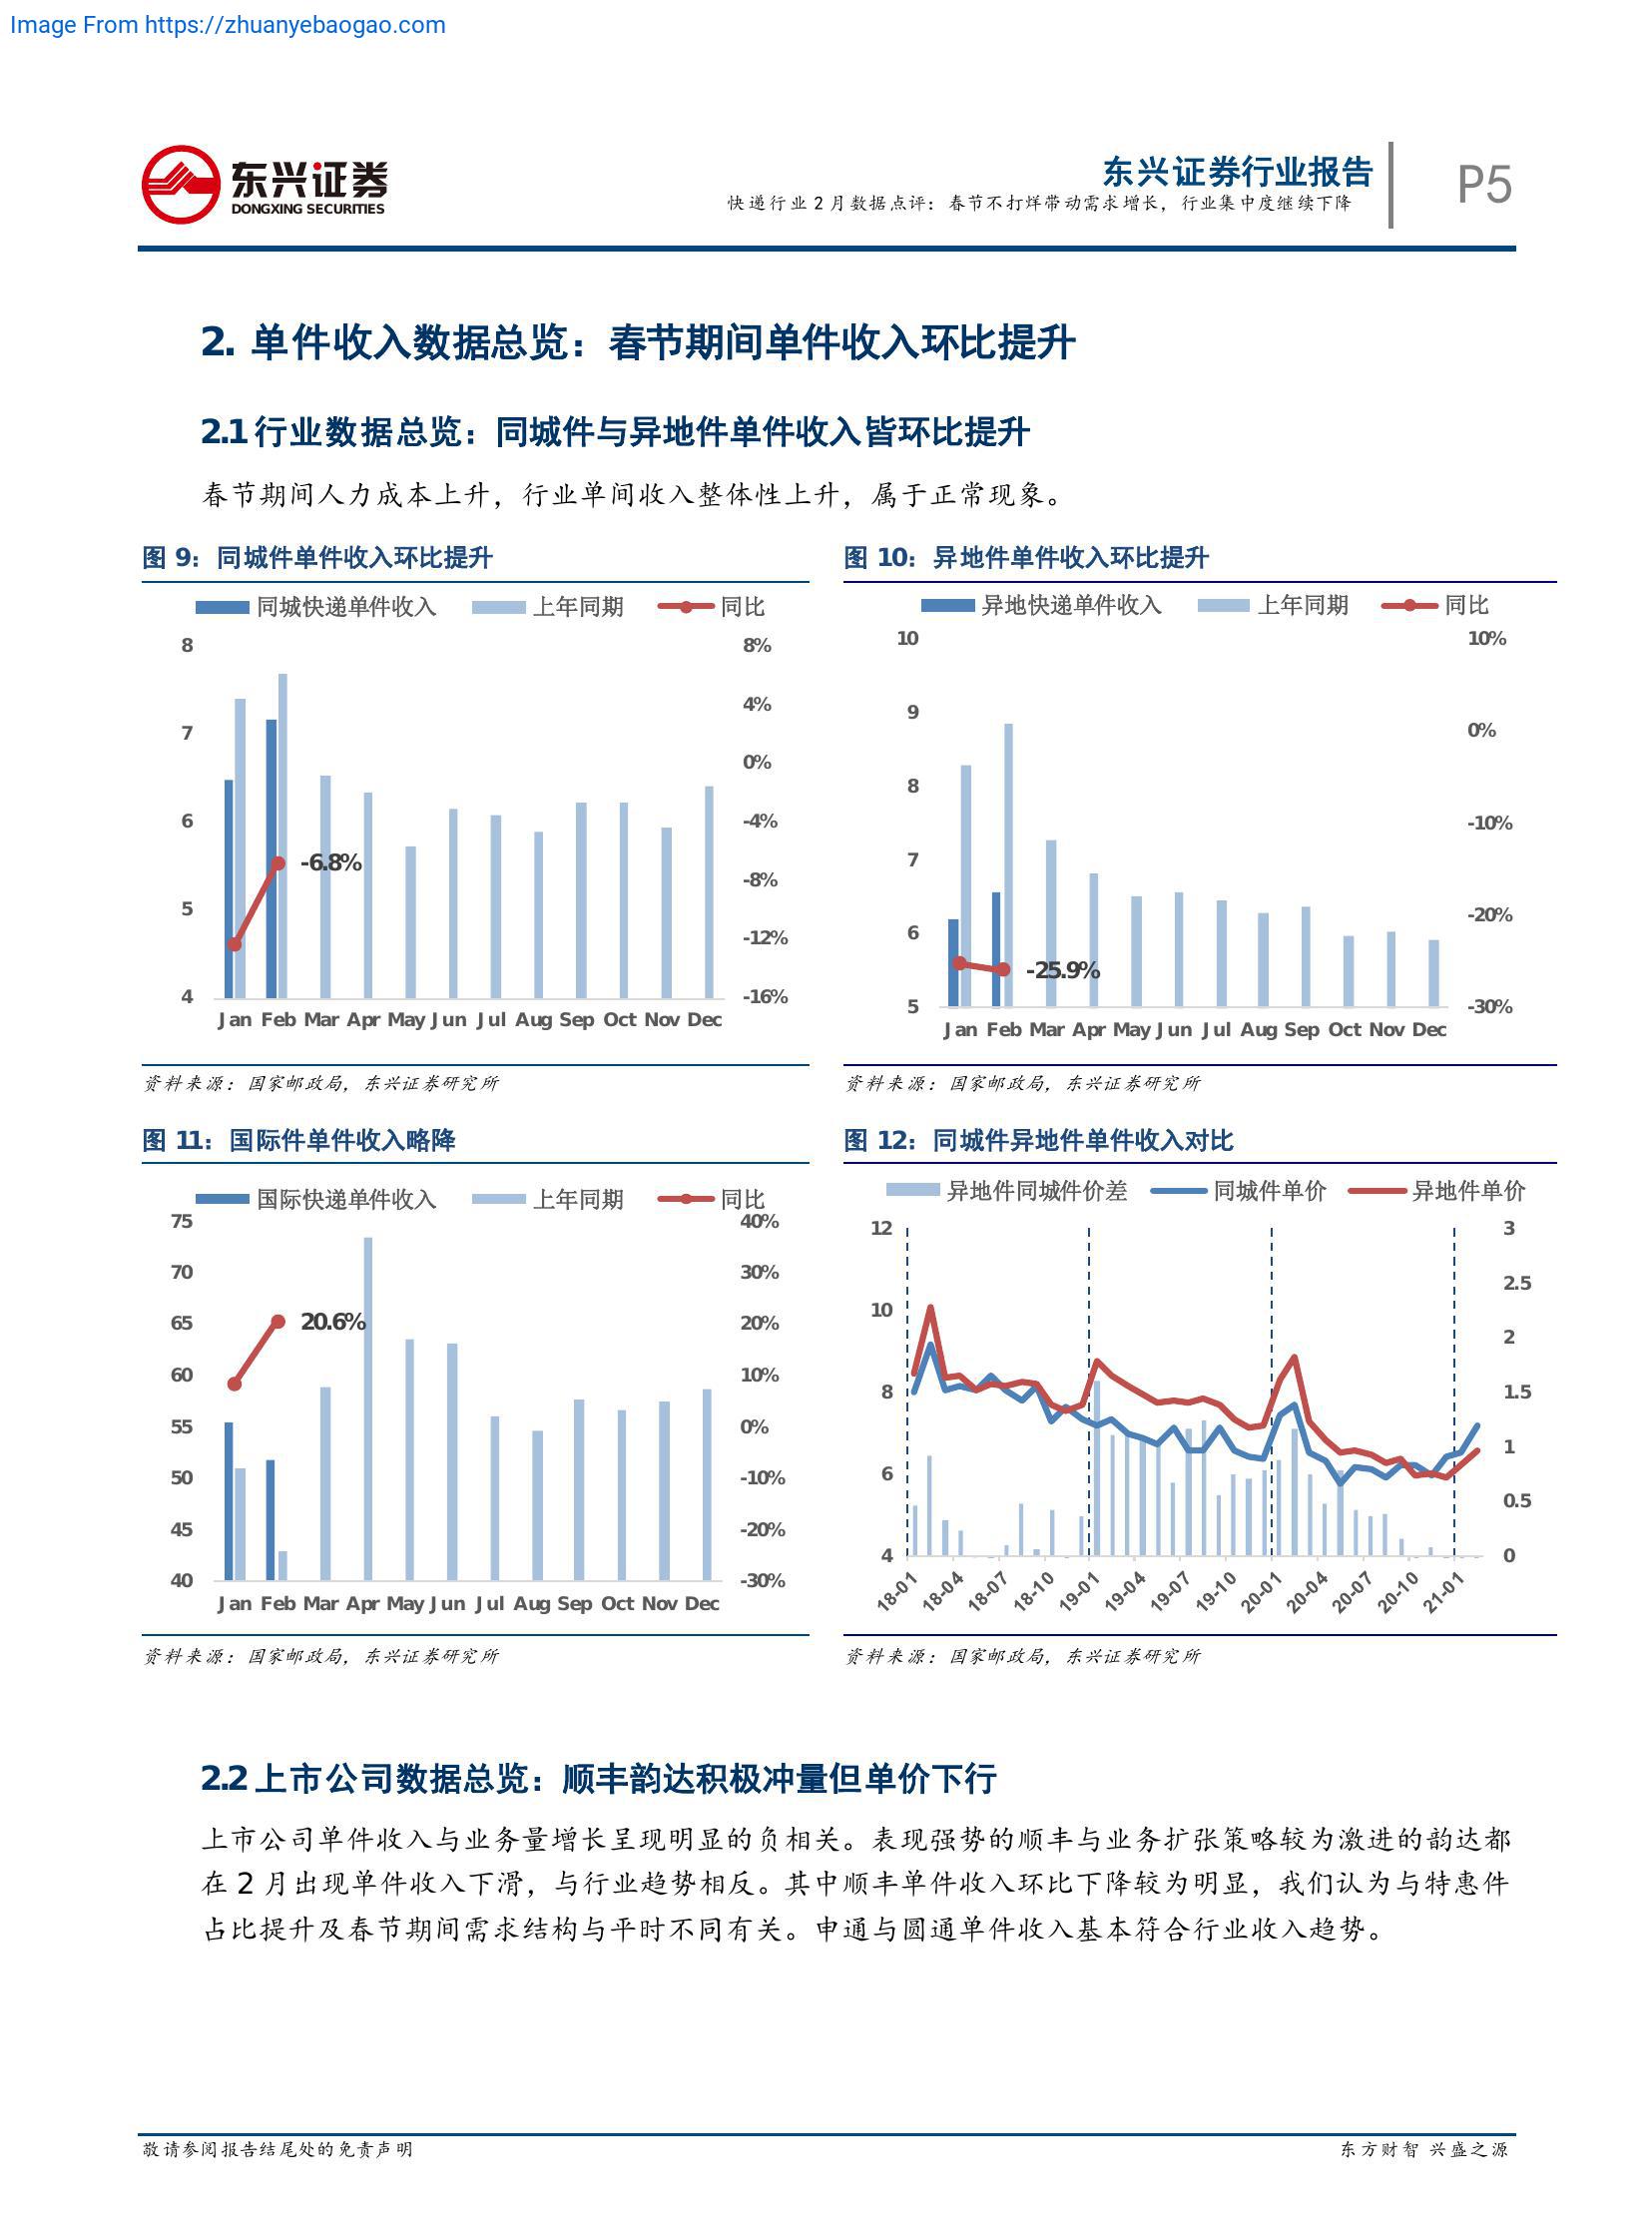 Image From https://zhuanyebaogao.com
东兴证券
DONGXING SECURITIES
东兴证券行业报告
快递行业2月数据点评：春节不打烊带动需求增长，行业集中度继续下降
P5
2. 单件收入数据总览：春节期间单件收入环比提升
2.1 行业数据总览：同城件与异地件单件收入皆环比提升
春节期间人力成本上升，行业单间收入整体性上升，属于正常现象。
图 9：同城件单件收入环比提升
同城快递单件收入 上年同期 同比
8 8%
4%
7
0%
6 -4%
-6.8%
-8%
5
-12%
4 -16%
Jan Feb Mar Apr May Jun Jul Aug Sep Oct Nov Dec
资料来源：国家邮政局，东兴证券研究所
图 10：异地件单件收入环比提升
异地快递单件收入 上年同期 同比
10 10%
9
0%
8
-10%
7
-20%
6
-25.9%
5 -30%
Jan Feb Mar Apr May Jun Jul Aug Sep Oct Nov Dec
资料来源：国家邮政局，东兴证券研究所
图 11：国际件单件收入略降
国际快递单件收入 上年同期 同比
75 40%
70 30%
65 20.6% 20%
60 10%
55 0%
50 -10%
45 -20%
40 -30%
Jan Feb Mar Apr May Jun Jul Aug Sep Oct Nov Dec
资料来源：国家邮政局，东兴证券研究所
图 12：同城件异地件单件收入对比
异地件同城件价差 同城件单价 异地件单价
12 3
2.5
10
2
8 1.5
1
6
0.5
4 0
18-01 18-04 18-07 18-10 19-01 19-04 19-07 19-10 20-01 20-04 20-07 20-10 21-01
资料来源：国家邮政局，东兴证券研究所
2.2 上市公司数据总览：顺丰韵达积极冲量但单价下行
上市公司单件收入与业务量增长呈现明显的负相关。表现强势的顺丰与业务扩张策略较为激进的韵达都
在 2 月出现单件收入下滑，与行业趋势相反。其中顺丰单件收入环比下降较为明显，我们认为与特惠件
占比提升及春节期间需求结构与平时不同有关。申通与圆通单件收入基本符合行业收入趋势。
敬请参阅报告结尾处的免责声明
东方财智 兴盛之源